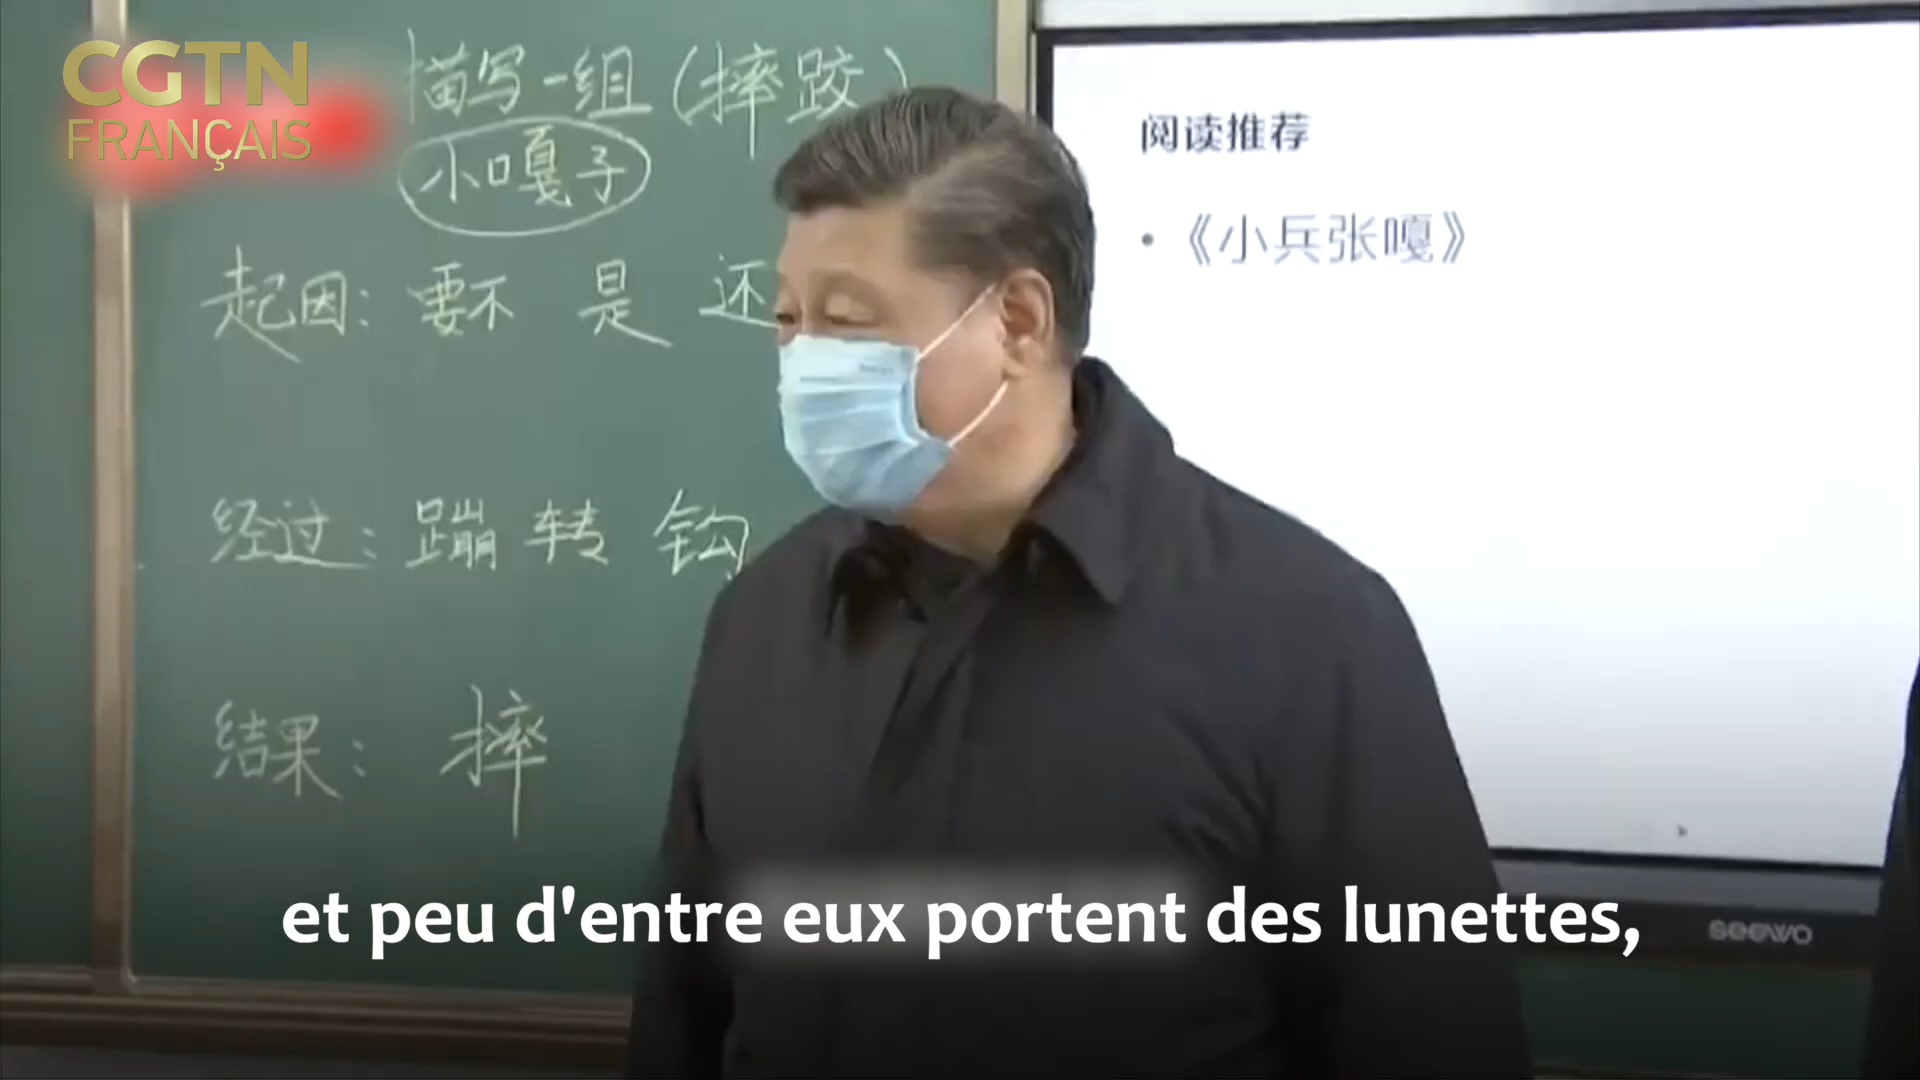 CGTN
FRANÇAIS
描写一组(摔跤)
小嘎子
起因: 要不 是 还
经过: 蹦 转 钩
结果: 摔
阅读推荐
• 《小兵张嘎》
et peu d'entre eux portent des lunettes,
seewo